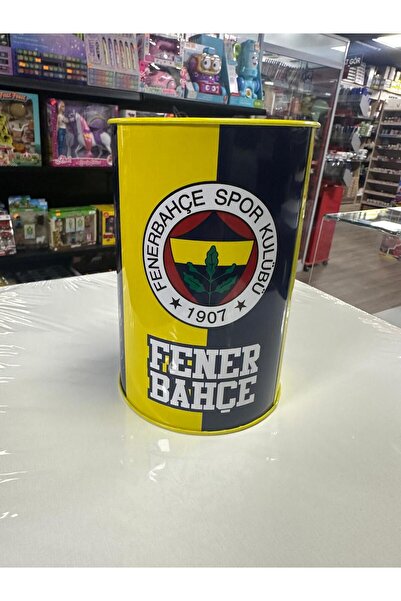 FENERBAHÇE SPOR KULÜBÜ
★ 1907 ★
FENER
BAHÇE